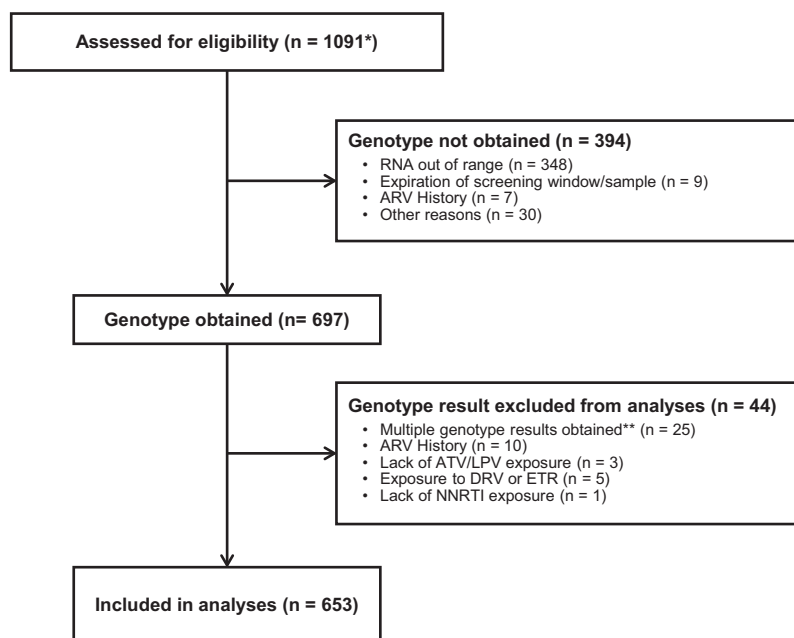 Assessed for eligibility (n = 1091*)
Genotype not obtained (n = 394)
• RNA out of range (n = 348)
• Expiration of screening window/sample (n = 9)
• ARV History (n = 7)
• Other reasons (n = 30)
Genotype obtained (n= 697)
Genotype result excluded from analyses (n = 44)
• Multiple genotype results obtained** (n = 25)
• ARV History (n = 10)
• Lack of ATV/LPV exposure (n = 3)
• Exposure to DRV or ETR (n = 5)
• Lack of NNRTI exposure (n = 1)
Included in analyses (n = 653)